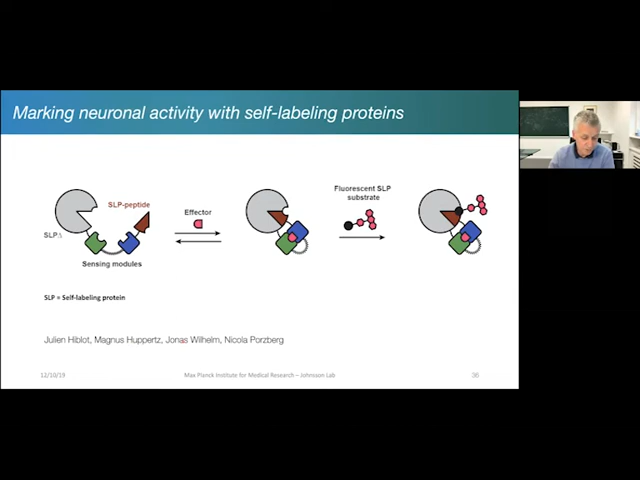 Marking neuronal activity with self-labeling proteins
SLP-peptide
Effector
Fluorescent SLP
substrate
SLPΔ
Sensing modules
SLP = Self-labeling protein
Julien Hiblot, Magnus Huppertz, Jonas Wilhelm, Nicola Porzberg
12/10/19
Max Planck Institute for Medical Research – Johnsson Lab
36